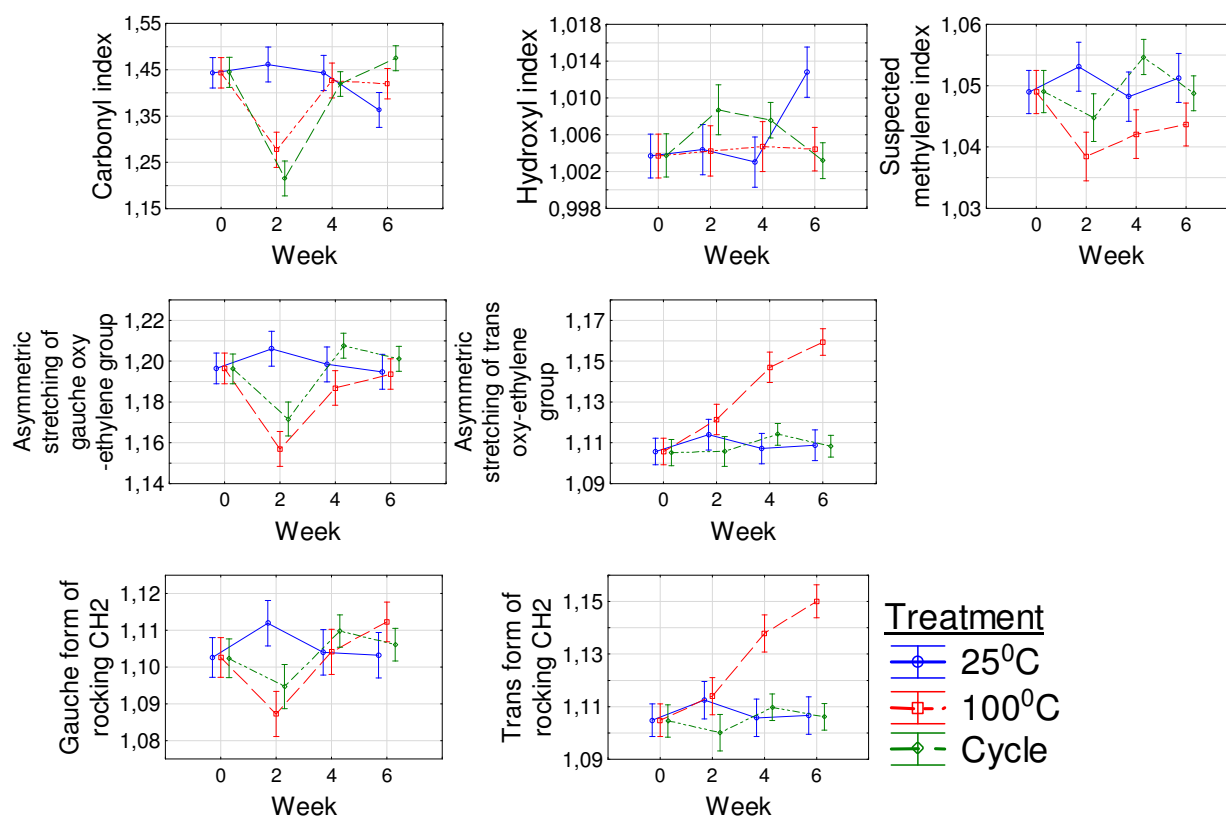 Carbonyl index
1,55
1,45
1,35
1,25
1,15
0 2 4 6
Week
Hydroxyl index
1,018
1,014
1,010
1,006
1,002
0,998
0 2 4 6
Week
Suspected
methylene index
1,06
1,05
1,04
1,03
0 2 4 6
Week
Asymmetric
stretching of
gauche oxy
-ethylene group
1,22
1,20
1,18
1,16
1,14
0 2 4 6
Week
Asymmetric
stretching of trans
oxy-ethylene
group
1,17
1,15
1,13
1,11
1,09
0 2 4 6
Week
Gauche form of
rocking CH2
1,12
1,11
1,10
1,09
1,08
0 2 4 6
Week
Trans form of
rocking CH2
1,15
1,13
1,11
1,09
0 2 4 6
Week
Treatment
25⁰C
100⁰C
Cycle